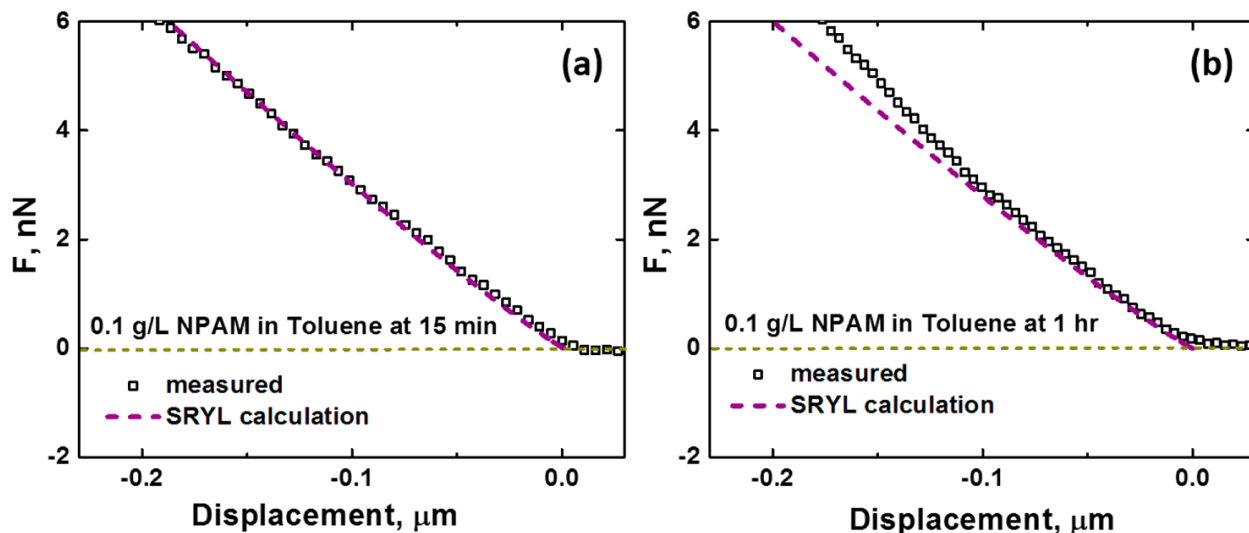 (a)
6
4
2
0
-2
F, nN
0.1 g/L NPAM in Toluene at 15 min
measured
SRYL calculation
-0.2
-0.1
0.0
Displacement, μm
(b)
6
4
2
0
-2
F, nN
0.1 g/L NPAM in Toluene at 1 hr
measured
SRYL calculation
-0.2
-0.1
0.0
Displacement, μm